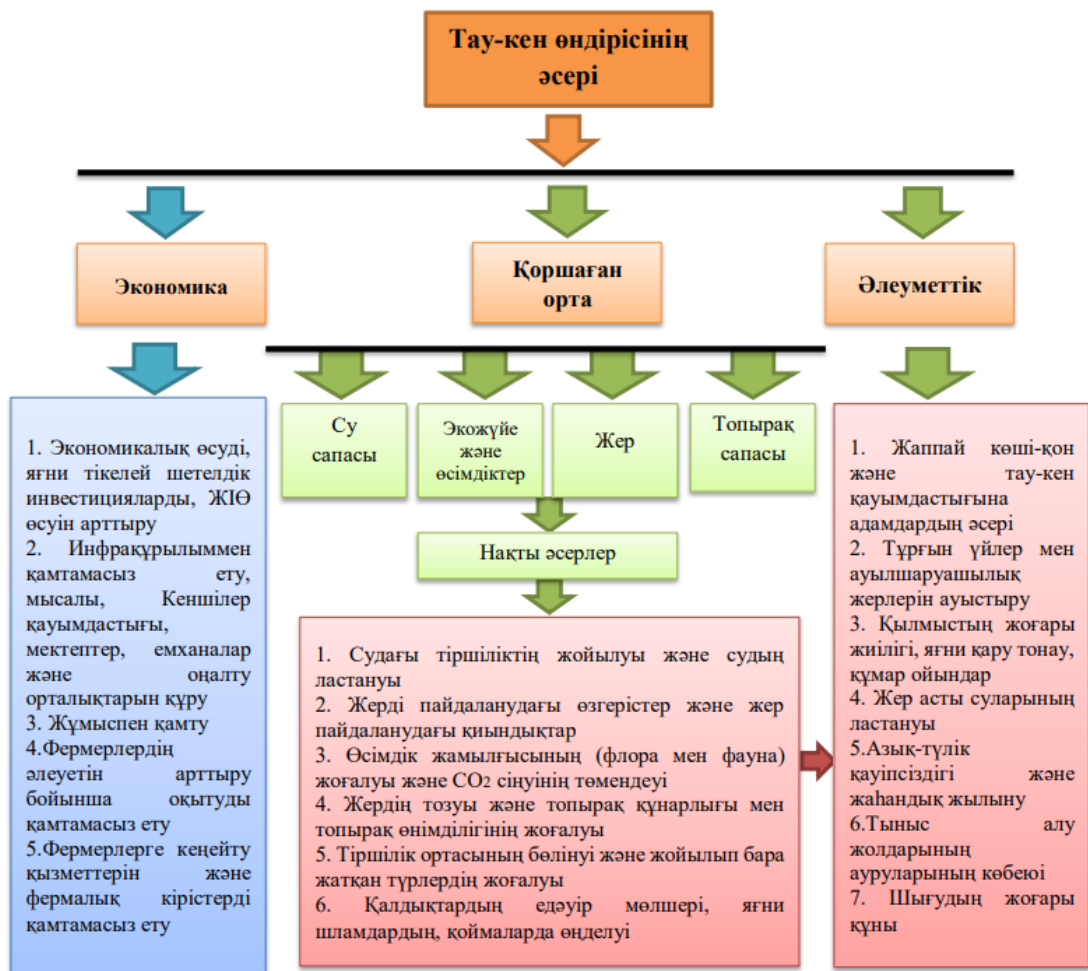 Тау-кен өндірісінің
әсері
Экономика
Қоршаған
орта
Әлеуметтік
Су
сапасы
Экожүйе
және
өсімдіктер
Жер
Топырақ
сапасы
Нақты әсерлер
1. Экономикалық өсуді,
яғни тікелей шетелдік
инвестицияларды, ЖІӨ
өсуін арттыру
2. Инфрақұрылыммен
қамтамасыз ету,
мысалы, Кеншілер
қауымдастығы,
мектептер, емханалар
және оңалту
орталықтарын құру
3. Жұмыспен қамту
4.Фермерлердің
әлеуетін арттыру
бойынша оқытуды
қамтамасыз ету
5.Фермерлерге кеңейту
қызметтерін және
фермалық кірістерді
қамтамасыз ету
1. Судағы тіршіліктің жойылуы және судың
ластануы
2. Жерді пайдаланудағы өзгерістер және жер
пайдаланудағы қиындықтар
3. Өсімдік жамылғысының (флора мен фауна)
жоғалуы және CO₂ сіңуінің төмендеуі
4. Жердің тозуы және топырақ құнарлығы мен
топырақ өнімділігінің жоғалуы
5. Тіршілік ортасының бөлінуі және жойылып бара
жатқан түрлердің жоғалуы
6. Қалдықтардың едәуір мөлшері, яғни
шламдардың, қоймаларда өңделуі
1. Жаппай көші-қон
және тау-кен
қауымдастығына
адамдардың әсері
2. Тұрғын үйлер мен
ауылшаруашылық
жерлерін ауыстыру
3. Қылмыстың жоғары
жиілігі, яғни қару тонау,
құмар ойындар
4. Жер асты суларының
ластануы
5.Азық-түлік
қауіпсіздігі және
жаһандық жылыну
6.Тыныс алу
жолдарының
ауруларының көбеюі
7. Шығудың жоғары
құны